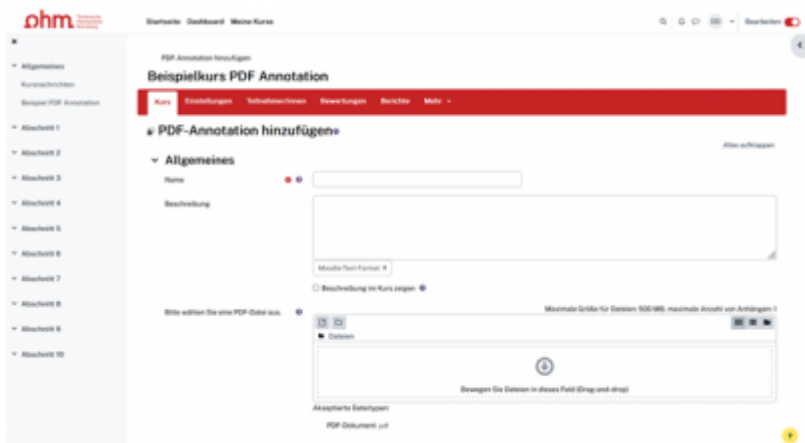 ohm Technische Hochschule Nürnberg
Startseite Dashboard Meine Kurse
Bearbeiten
Allgemeines
Kursnachrichten
Beispiel PDF Annotation
Abschnitt 1
Abschnitt 2
Abschnitt 3
Abschnitt 4
Abschnitt 5
Abschnitt 6
Abschnitt 7
Abschnitt 8
Abschnitt 9
Abschnitt 10
PDF-Annotation hinzufügen
Beispielkurs PDF Annotation
Kurs Einstellungen Teilnehmer/innen Bewertungen Berichte Mehr
PDF-Annotation hinzufügen
Alles aufklappen
Allgemeines
Name
Beschreibung
Moodle-Text-Format
Beschreibung im Kurs zeigen
Bitte wählen Sie eine PDF-Datei aus.
Maximale Größe für Dateien: 500 MB, maximale Anzahl von Anhängen: 1
Dateien
Bewegen Sie Dateien in dieses Feld (Drag-and-drop)
Akzeptierte Dateitypen:
PDF-Dokument .pdf
?